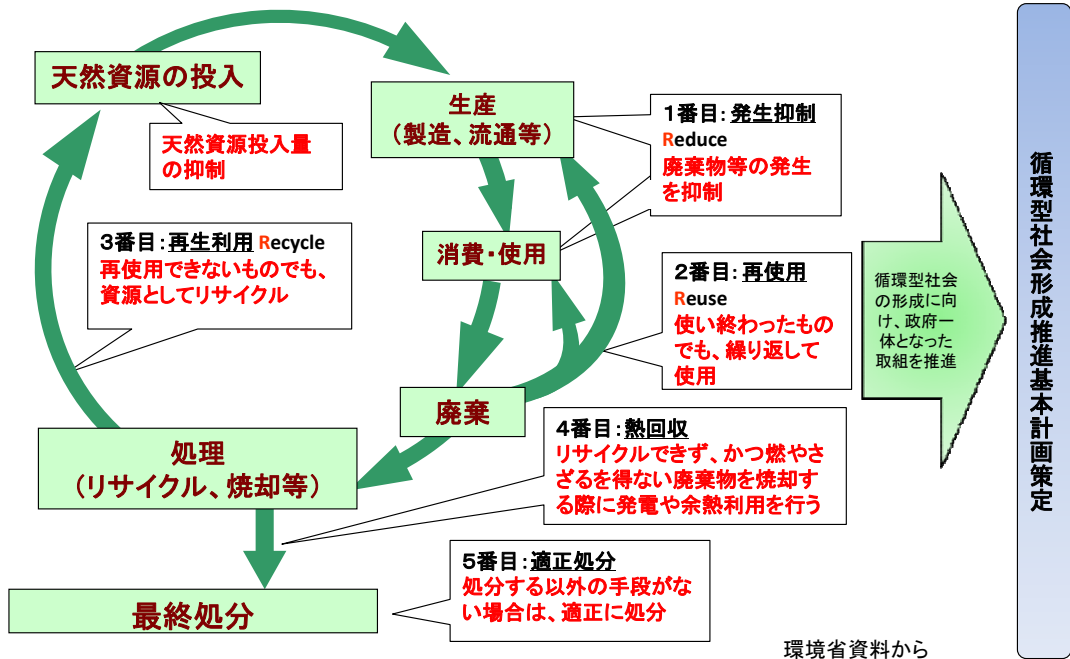 天然資源の投入
天然資源投入量
の抑制
生産
（製造、流通等）
1番目：発生抑制
Reduce
廃棄物等の発生
を抑制
3番目：再生利用 Recycle
再使用できないものでも、
資源としてリサイクル
消費・使用
2番目：再使用
Reuse
使い終わったもの
でも、繰り返して
使用
廃棄
処理
（リサイクル、焼却等）
4番目：熱回収
リサイクルできず、かつ燃やさ
ざるを得ない廃棄物を焼却す
る際に発電や余熱利用を行う
最終処分
5番目：適正処分
処分する以外の手段がな
い場合は、適正に処分
循環型社会
の形成に向
け、政府一
体となった
取組を推進
循環型社会形成推進基本計画策定
環境省資料から